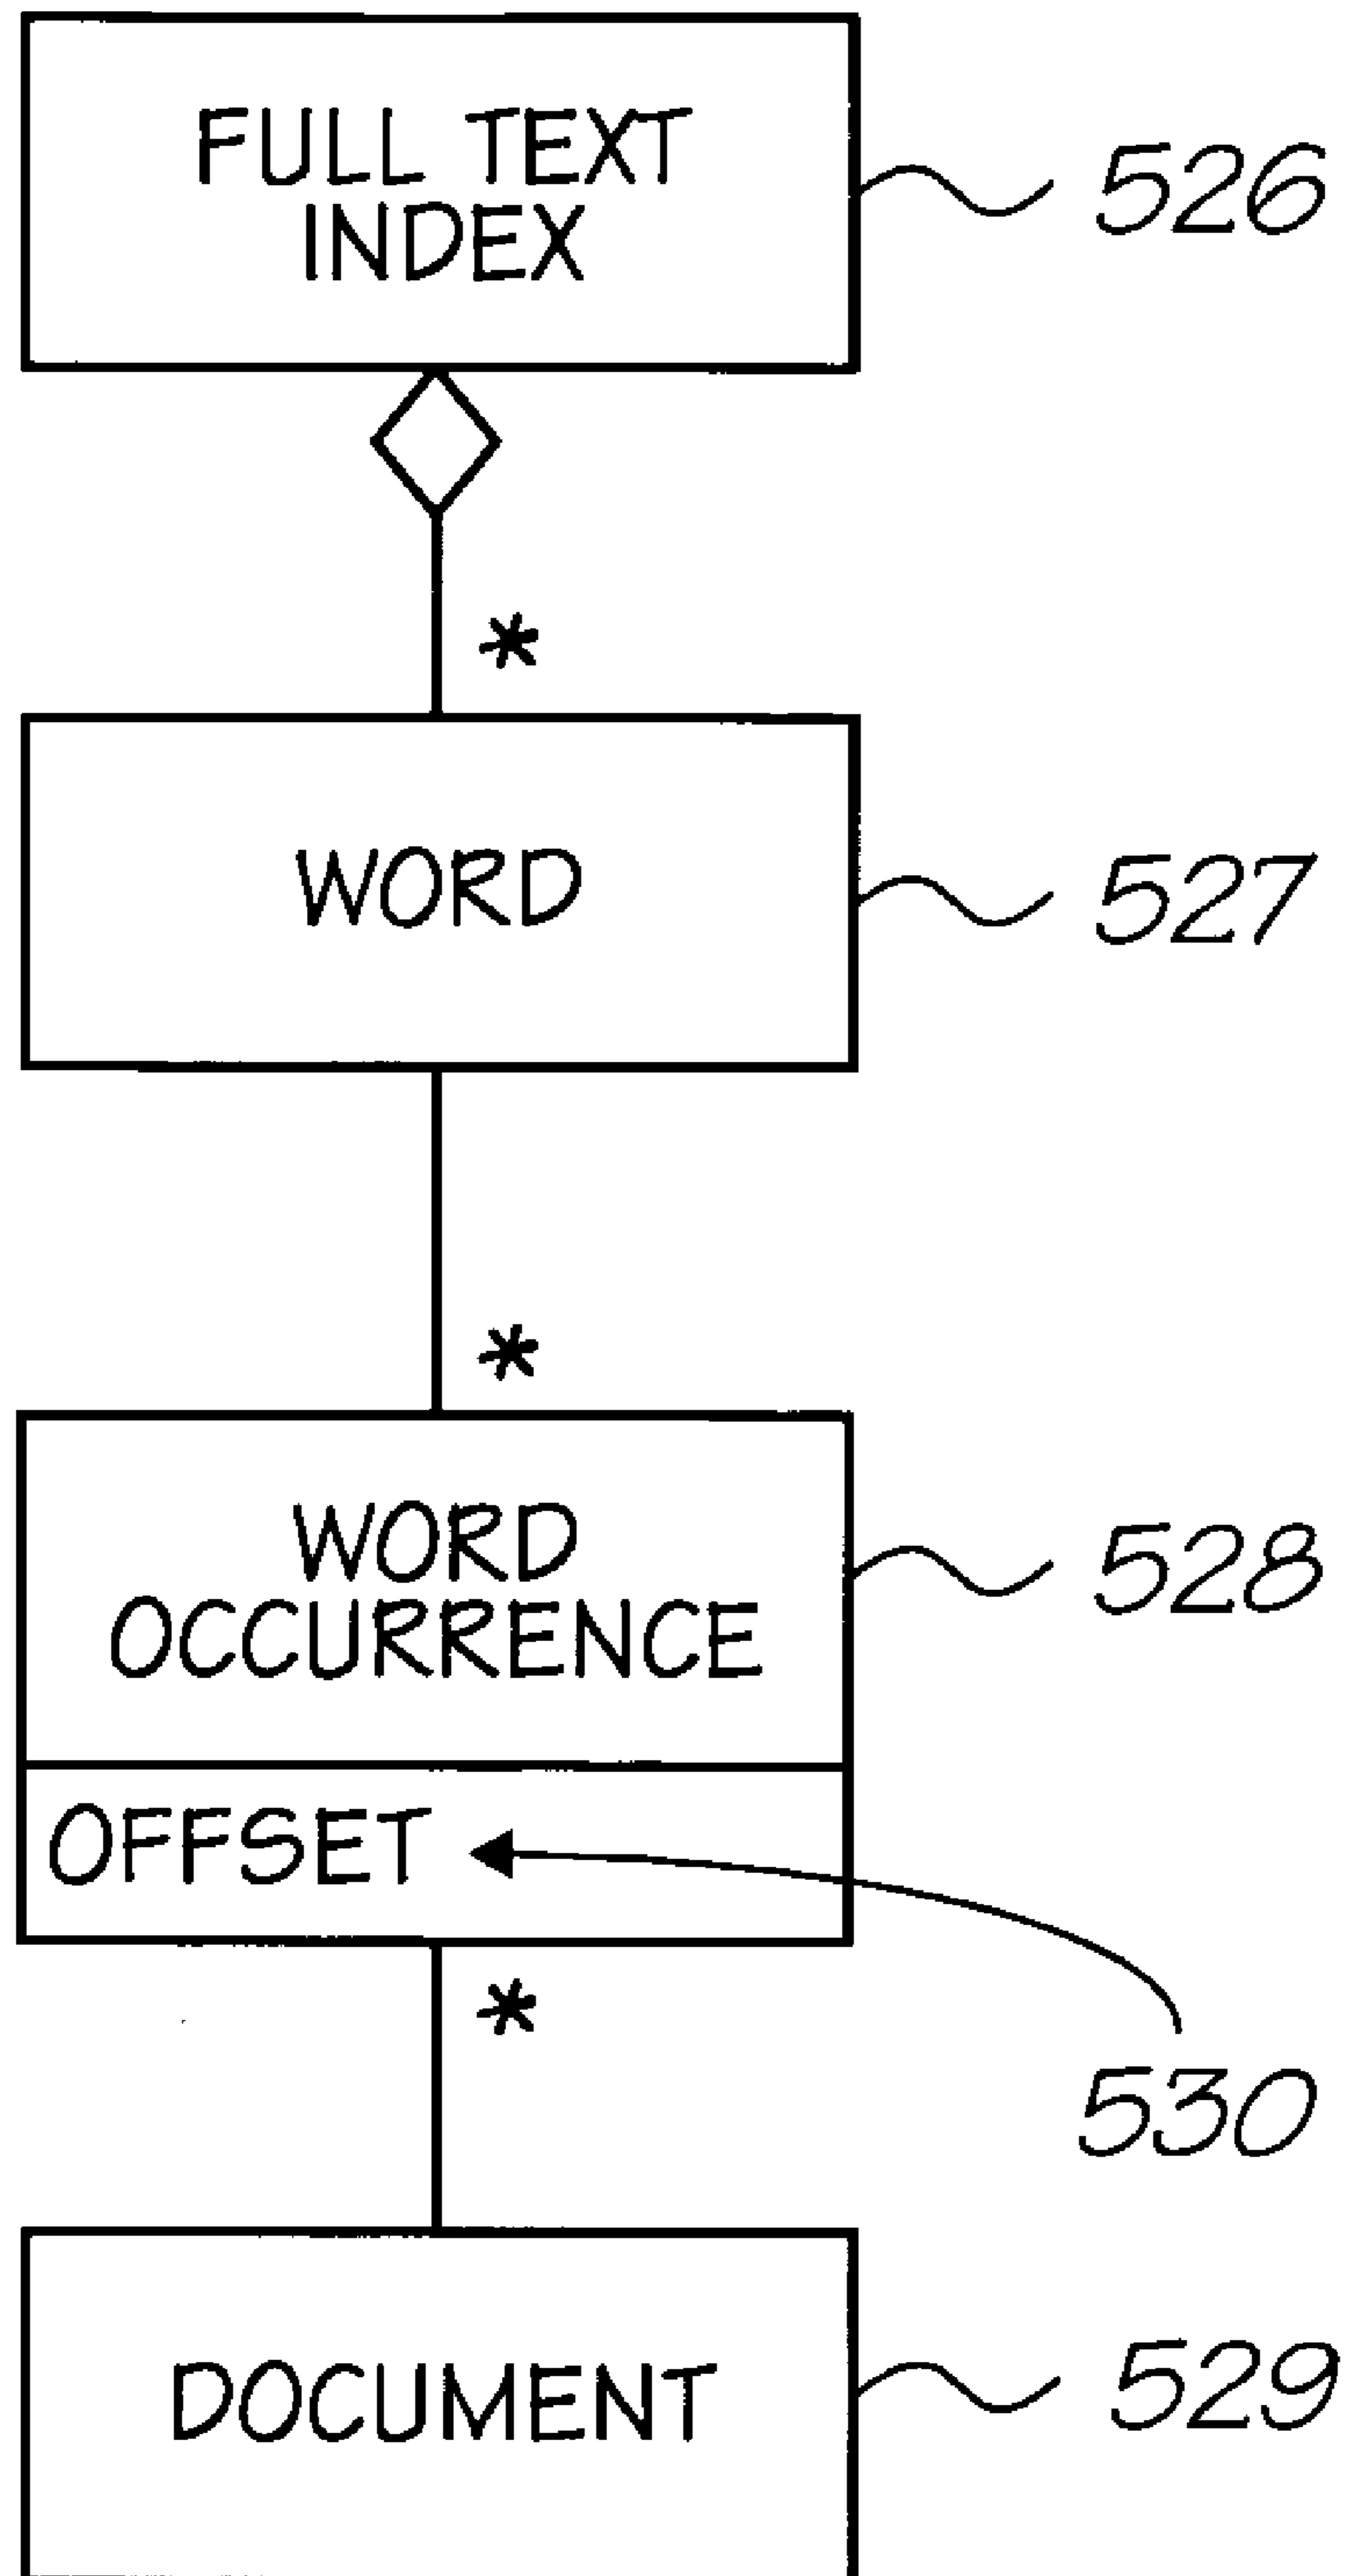 FULL TEXT
INDEX
526
*
WORD
527
*
WORD
OCCURRENCE
528
OFFSET
*
530
DOCUMENT
529